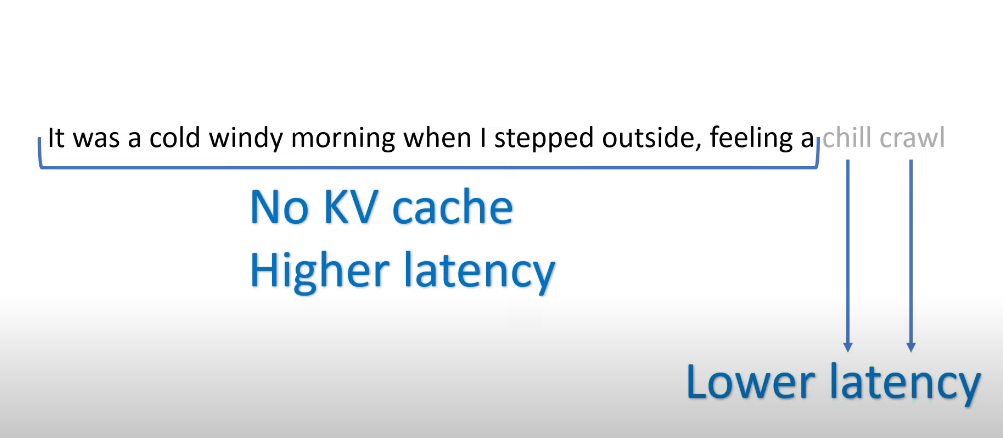 It was a cold windy morning when I stepped outside, feeling a chill crawl
No KV cache
Higher latency
Lower latency